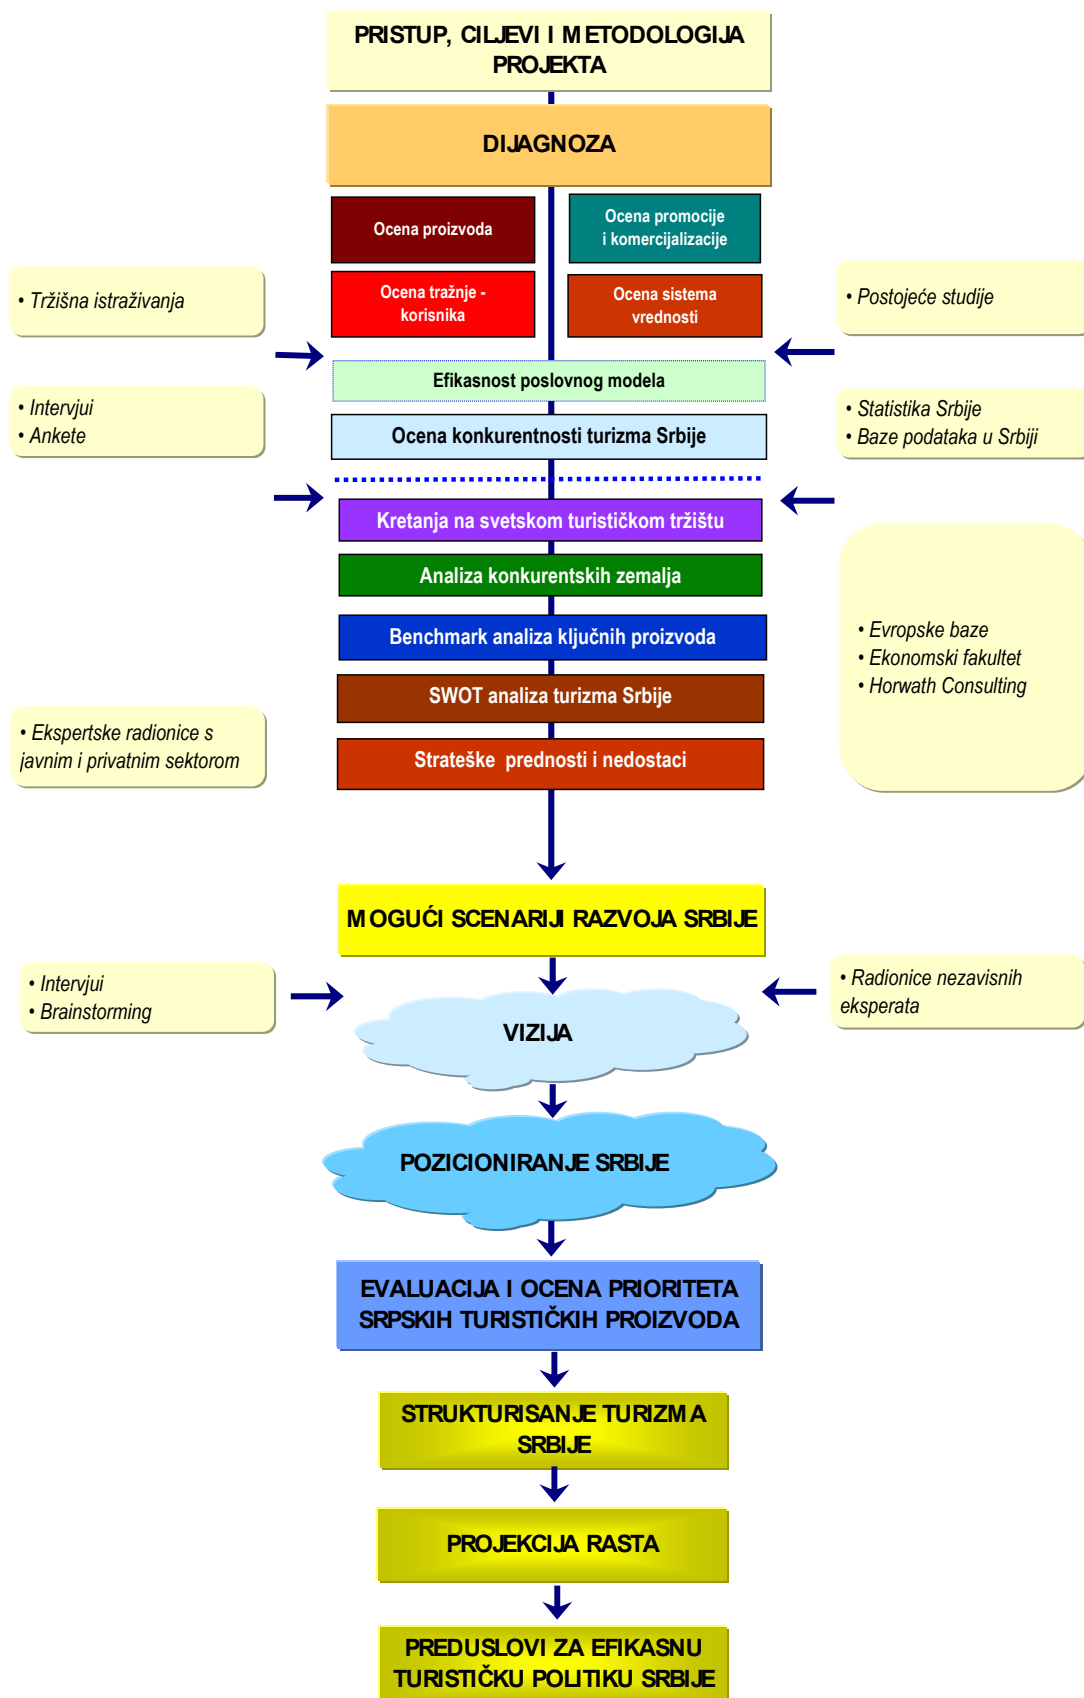 PRISTUP, CILJEVI I METODOLOGIJA
PROJEKTA
DIJAGNOZA
Ocena proizvoda
Ocena promocije
i komercijalizacije
Ocena tražnje -
korisnika
Ocena sistema
vrednosti
• Tržišna istraživanja
• Postojeće studije
Efikasnost poslovnog modela
• Intervjui
• Ankete
Ocena konkurentnosti turizma Srbije
• Statistika Srbije
• Baze podataka u Srbiji
Kretanja na svetskom turističkom tržištu
Analiza konkurentskih zemalja
Benchmark analiza ključnih proizvoda
• Evropske baze
• Ekonomski fakultet
• Horwath Consulting
SWOT analiza turizma Srbije
• Ekspertske radionice s
javnim i privatnim sektorom
Strateške prednosti i nedostaci
MOGUĆI SCENARIJI RAZVOJA SRBIJE
• Intervjui
• Brainstorming
• Radionice nezavisnih
eksperata
VIZIJA
POZICIONIRANJE SRBIJE
EVALUACIJA I OCENA PRIORITETA
SRPSKIH TURISTIČKIH PROIZVODA
STRUKTURISANJE TURIZMA
SRBIJE
PROJEKCIJA RASTA
PREDUSLOVI ZA EFIKASNU
TURISTIČKU POLITIKU SRBIJE